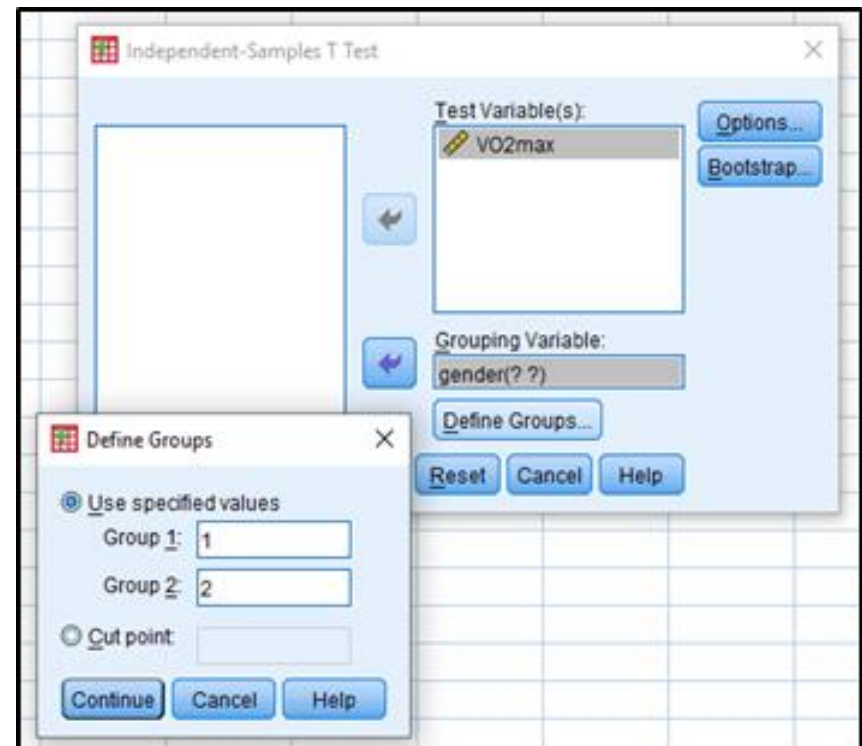 Independent-Samples T Test
Test Variable(s):
VO2max
Options...
Bootstrap...
Grouping Variable:
gender(? ?)
Define Groups...
Reset Cancel Help
Define Groups
Use specified values
Group 1: 1
Group 2: 2
Cut point:
Continue Cancel Help